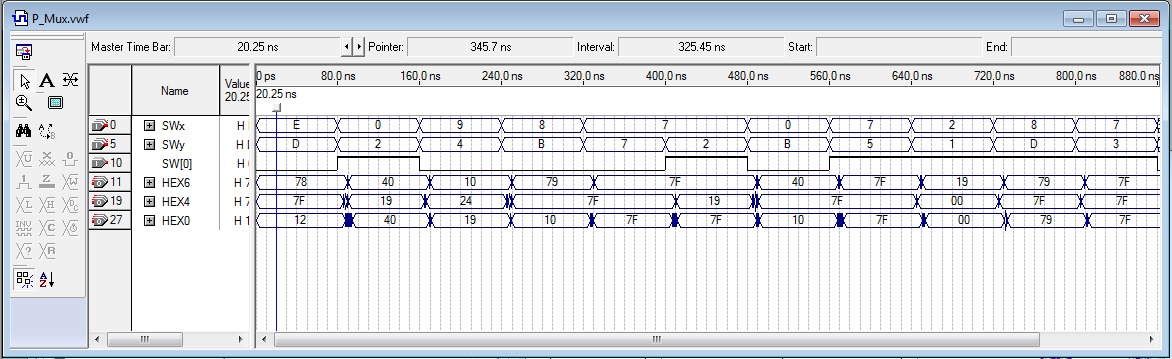 P_Mux.vwf
Master Time Bar: 20.25 ns Pointer: 345.7 ns Interval: 325.45 ns Start: End:
Name Value 20.25
0 ps 80.0 ns 160.0 ns 240.0 ns 320.0 ns 400.0 ns 480.0 ns 560.0 ns 640.0 ns 720.0 ns 800.0 ns 880.0 ns
20.25 ns
0 SWx H E 0 9 8 7 0 7 2 8 7
5 SWy H D 2 4 B 7 2 B 5 1 D 3
10 SW[0] H
11 HEX6 H 7 78 40 10 79 7F 40 7F 19 79 7F
19 HEX4 H 7 7F 19 24 7F 19 7F 00 7F 7F
27 HEX0 H 1 12 40 19 10 7F 7F 10 7F 00 79 7F